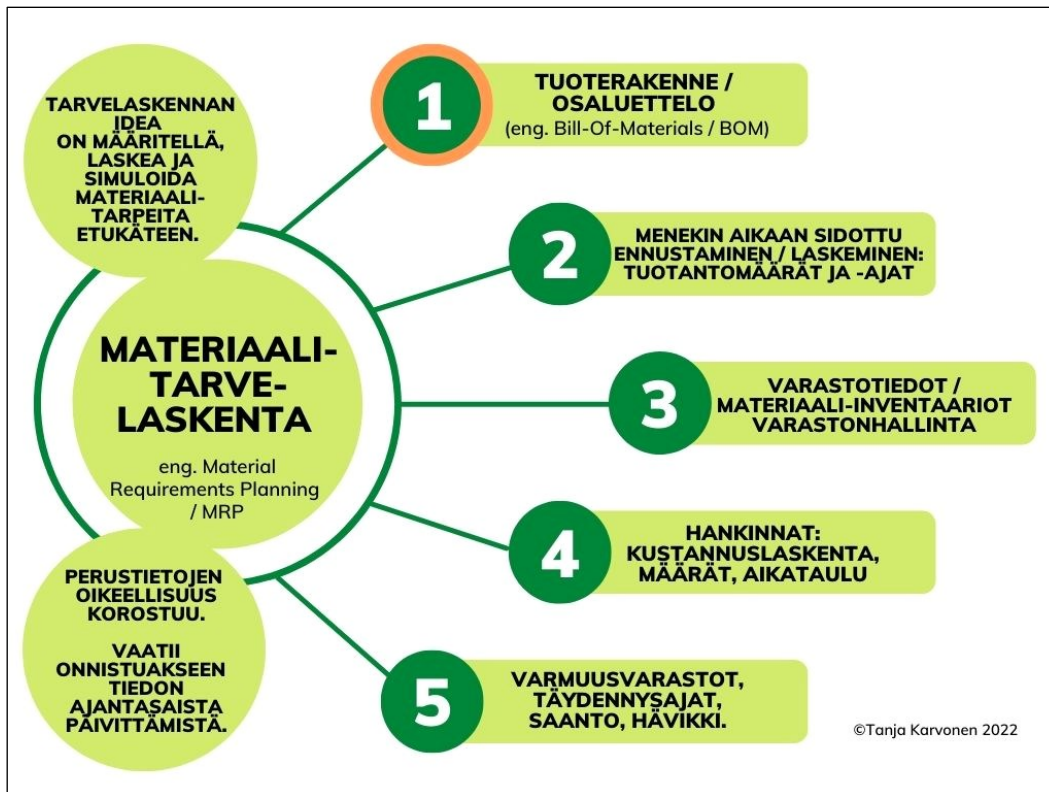 TARVELASKENNAN
IDEA
ON MÄÄRITELLÄ,
LASKEA JA
SIMULOIDA
MATERIAALI-
TARPEITA
ETUKÄTEEN.
MATERIAALI-
TARVE-
LASKENTA
eng. Material
Requirements Planning
/ MRP
PERUSTIETOJEN
OIKEELLISUUS
KOROSTUU.
VAATII
ONNISTUAKSEEN
TIEDON
AJANTASAISTA
PÄIVITTÄMISTÄ.
1
TUOTERAKENNE /
OSALUETTELO
(eng. Bill-Of-Materials / BOM)
2
MENEKIN AIKAAN SIDOTTU
ENNUSTAMINEN / LASKEMINEN:
TUOTANTOMÄÄRÄT JA -AJAT
3
VARASTOTIEDOT /
MATERIAALI-INVENTAARIOT
VARASTONHALLINTA
4
HANKINNAT:
KUSTANNUSLASKENTA,
MÄÄRÄT, AIKATAULU
5
VARMUUSVARASTOT,
TÄYDENNYSAJAT,
SAANTO, HÄVIKKI.
©Tanja Karvonen 2022